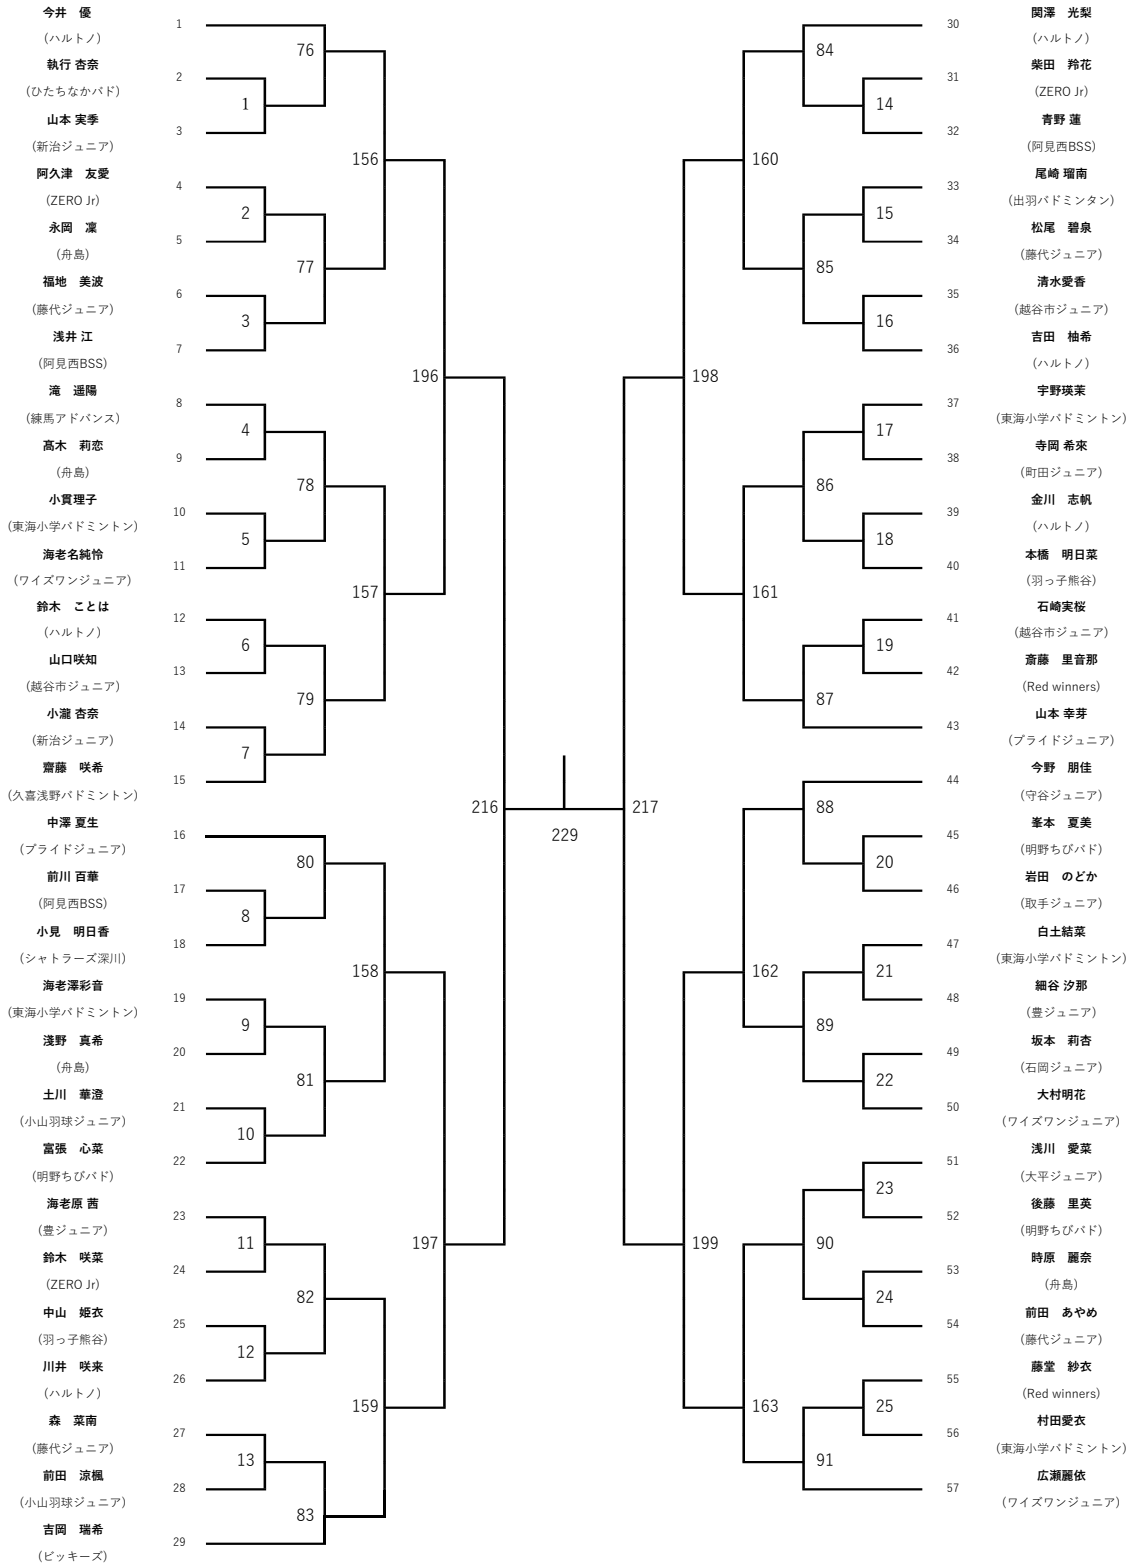 今井　優
1
(ハルトノ)
執行 杏奈
2
(ひたちなかバド)
山本 実季
3
(新治ジュニア)
阿久津　友愛
4
(ZERO Jr)
永岡　凜
5
(舟島)
福地　美波
6
(藤代ジュニア)
浅井 江
7
(阿見西BSS)
滝　遥陽
8
(練馬アドバンス)
髙木　莉恋
9
(舟島)
小貫理子
10
(東海小学バドミントン)
海老名純怜
11
(ワイズワンジュニア)
鈴木　ことは
12
(ハルトノ)
山口咲知
13
(越谷市ジュニア)
小瀧 杏奈
14
(新治ジュニア)
齋藤　咲希
15
(久喜浅野バドミントン)
中澤 夏生
16
(プライドジュニア)
前川 百華
17
(阿見西BSS)
小見　明日香
18
(シャトラーズ深川)
海老澤彩音
19
(東海小学バドミントン)
淺野　真希
20
(舟島)
土川　華澄
21
(小山羽球ジュニア)
富張　心菜
22
(明野ちびバド)
海老原 茜
23
(豊ジュニア)
鈴木　咲菜
24
(ZERO Jr)
中山　姫衣
25
(羽っ子熊谷)
川井　咲来
26
(ハルトノ)
森　菜南
27
(藤代ジュニア)
前田　涼楓
28
(小山羽球ジュニア)
吉岡　瑞希
29
(ビッキーズ)
76
1
156
2
77
3
196
4
78
5
157
6
79
7
216
80
8
158
9
81
10
197
11
82
12
159
13
83
229
217
84
14
160
15
85
16
198
17
86
18
161
19
87
88
20
162
21
89
22
199
23
90
24
163
25
91
関澤　光梨
30
(ハルトノ)
柴田　羚花
31
(ZERO Jr)
青野 蓮
32
(阿見西BSS)
尾崎 瑠南
33
(出羽バドミンタン)
松尾　碧泉
34
(藤代ジュニア)
清水愛香
35
(越谷市ジュニア)
吉田　柚希
36
(ハルトノ)
宇野瑛茉
37
(東海小学バドミントン)
寺岡 希來
38
(町田ジュニア)
金川　志帆
39
(ハルトノ)
本橋　明日菜
40
(羽っ子熊谷)
石崎実桜
41
(越谷市ジュニア)
斎藤　里音那
42
(Red winners)
山本 幸芽
43
(プライドジュニア)
今野　朋佳
44
(守谷ジュニア)
峯本　夏美
45
(明野ちびバド)
岩田　のどか
46
(取手ジュニア)
白土結菜
47
(東海小学バドミントン)
細谷 汐那
48
(豊ジュニア)
坂本　莉杏
49
(石岡ジュニア)
大村明花
50
(ワイズワンジュニア)
浅川　愛菜
51
(大平ジュニア)
後藤　里英
52
(明野ちびバド)
時原　麗奈
53
(舟島)
前田　あやめ
54
(藤代ジュニア)
藤堂　紗衣
55
(Red winners)
村田愛衣
56
(東海小学バドミントン)
広瀬麗依
57
(ワイズワンジュニア)